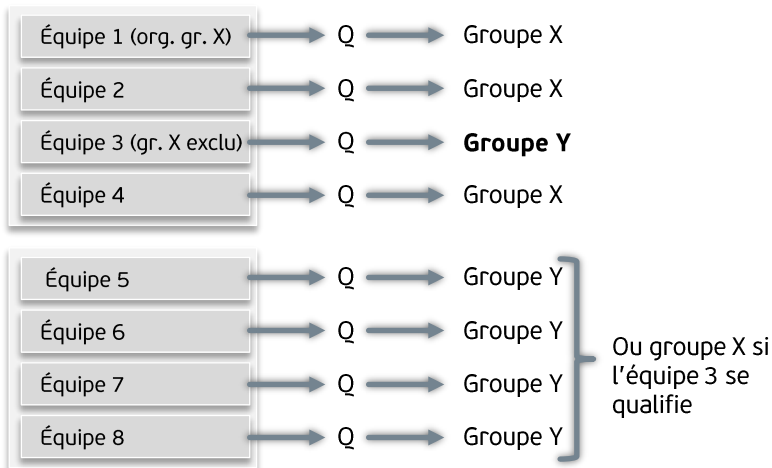 Équipe 1 (org. gr. X) Q Groupe X
Équipe 2 Q Groupe X
Équipe 3 (gr. X exclu) Q Groupe Y
Équipe 4 Q Groupe X
Équipe 5 Q Groupe Y
Équipe 6 Q Groupe Y
Équipe 7 Q Groupe Y
Équipe 8 Q Groupe Y
Ou groupe X si
l'équipe 3 se
qualifie